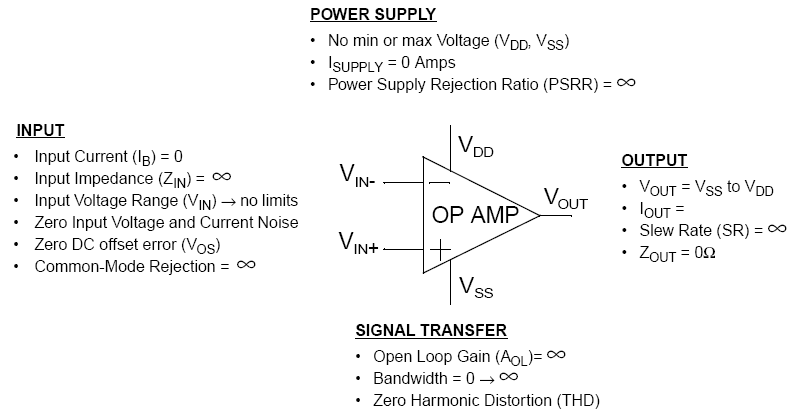 POWER SUPPLY
• No min or max Voltage (VDD, VSS)
• ISUPPLY = 0 Amps
• Power Supply Rejection Ratio (PSRR) = ∞
INPUT
• Input Current (IB) = 0
• Input Impedance (ZIN) = ∞
• Input Voltage Range (VIN) → no limits
• Zero Input Voltage and Current Noise
• Zero DC offset error (VOS)
• Common-Mode Rejection = ∞
VDD
VIN-
−
OP AMP
VOUT
VIN+
+
VSS
OUTPUT
• VOUT = VSS to VDD
• IOUT =
• Slew Rate (SR) = ∞
• ZOUT = 0Ω
SIGNAL TRANSFER
• Open Loop Gain (AOL)= ∞
• Bandwidth = 0 → ∞
• Zero Harmonic Distortion (THD)